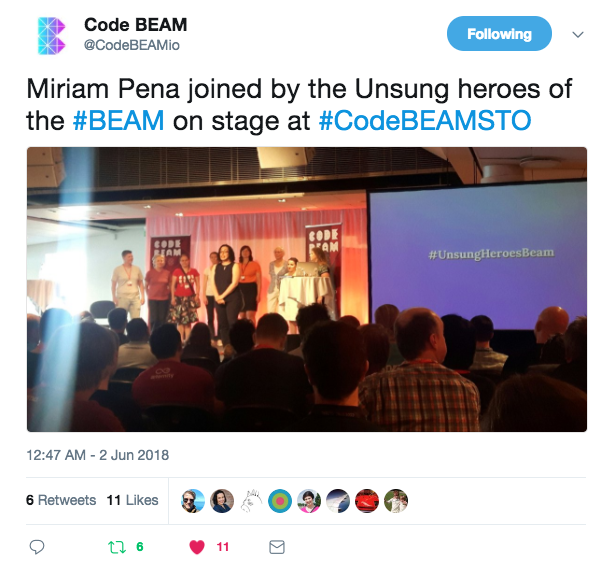 Code BEAM
@CodeBEAMio
Following
Miriam Pena joined by the Unsung heroes of
the #BEAM on stage at #CodeBEAMSTO
CODE
BEAM
CODE
BEAM
#UnsungHeroesBeam
12:47 AM - 2 Jun 2018
6 Retweets 11 Likes
6
11